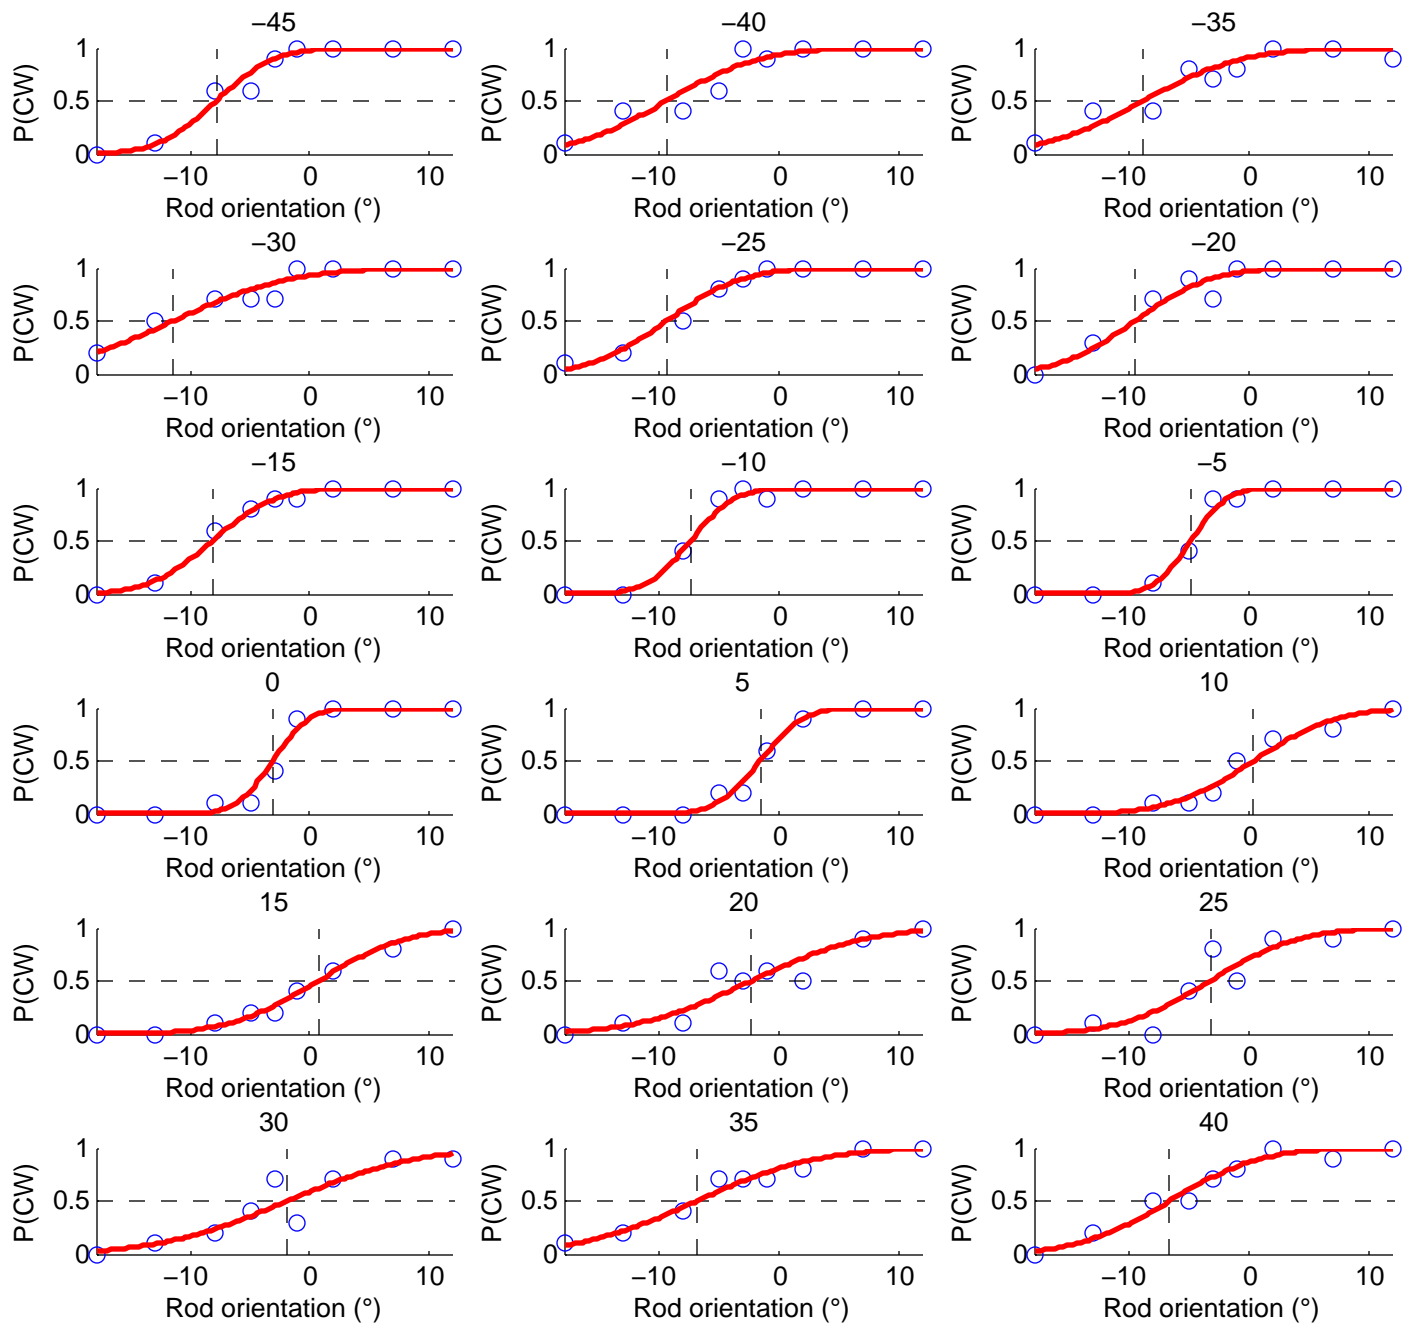 −45 −40 −35
1 1 1
P(CW) 0.5 P(CW) 0.5 P(CW) 0.5
0 0 0
−10 0 10 −10 0 10 −10 0 10
Rod orientation (°) Rod orientation (°) Rod orientation (°)
−30 −25 −20
1 1 1
P(CW) 0.5 P(CW) 0.5 P(CW) 0.5
0 0 0
−10 0 10 −10 0 10 −10 0 10
Rod orientation (°) Rod orientation (°) Rod orientation (°)
−15 −10 −5
1 1 1
P(CW) 0.5 P(CW) 0.5 P(CW) 0.5
0 0 0
−10 0 10 −10 0 10 −10 0 10
Rod orientation (°) Rod orientation (°) Rod orientation (°)
0 5 10
1 1 1
P(CW) 0.5 P(CW) 0.5 P(CW) 0.5
0 0 0
−10 0 10 −10 0 10 −10 0 10
Rod orientation (°) Rod orientation (°) Rod orientation (°)
15 20 25
1 1 1
P(CW) 0.5 P(CW) 0.5 P(CW) 0.5
0 0 0
−10 0 10 −10 0 10 −10 0 10
Rod orientation (°) Rod orientation (°) Rod orientation (°)
30 35 40
1 1 1
P(CW) 0.5 P(CW) 0.5 P(CW) 0.5
0 0 0
−10 0 10 −10 0 10 −10 0 10
Rod orientation (°) Rod orientation (°) Rod orientation (°)